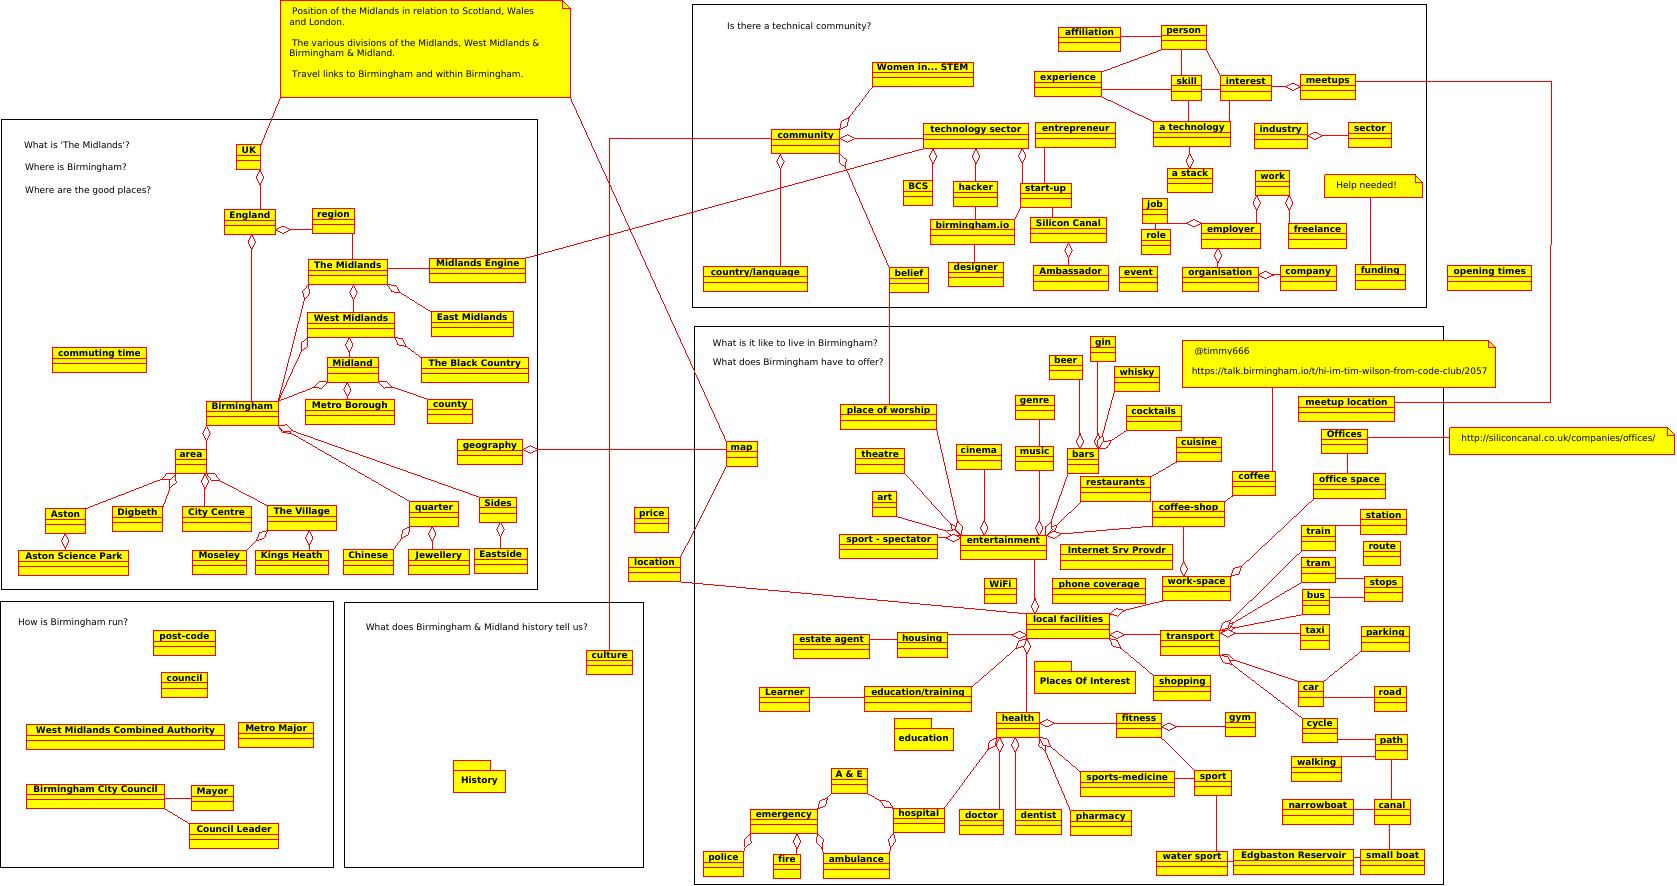 Position of the Midlands in relation to Scotland, Wales
and London.
The various divisions of the Midlands, West Midlands &
Birmingham & Midland.
Travel links to Birmingham and within Birmingham.
What is 'The Midlands'?
Where is Birmingham?
Where are the good places?
UK
England
region
The Midlands
Midlands Engine
West Midlands
East Midlands
commuting time
Midland
The Black Country
Birmingham
Metro Borough
county
geography
area
Aston
Digbeth
City Centre
The Village
quarter
Sides
Aston Science Park
Moseley
Kings Heath
Chinese
Jewellery
Eastside
How is Birmingham run?
post-code
council
West Midlands Combined Authority
Metro Major
Birmingham City Council
Mayor
Council Leader
What does Birmingham & Midland history tell us?
culture
History
map
price
location
Is there a technical community?
affiliation
person
Women in... STEM
experience
skill
interest
meetups
community
technology sector
entrepreneur
a technology
industry
sector
BCS
hacker
start-up
a stack
work
Help needed!
birmingham.io
Silicon Canal
job
role
employer
freelance
country/language
belief
designer
Ambassador
event
organisation
company
funding
opening times
What is it like to live in Birmingham?
What does Birmingham have to offer?
gin
beer
whisky
@timmy666
https://talk.birmingham.io/t/hi-im-tim-wilson-from-code-club/2057
place of worship
genre
cocktails
meetup location
theatre
cinema
music
bars
cuisine
Offices
http://siliconcanal.co.uk/companies/offices/
art
restaurants
coffee
office space
coffee-shop
sport - spectator
entertainment
Internet Srv Provdr
train
station
route
WiFi
phone coverage
work-space
tram
stops
bus
local facilities
estate agent
housing
transport
taxi
parking
Places Of Interest
shopping
Learner
education/training
car
road
education
health
fitness
gym
cycle
path
A & E
sports-medicine
sport
walking
emergency
hospital
doctor
dentist
pharmacy
narrowboat
canal
police
fire
ambulance
water sport
Edgbaston Reservoir
small boat